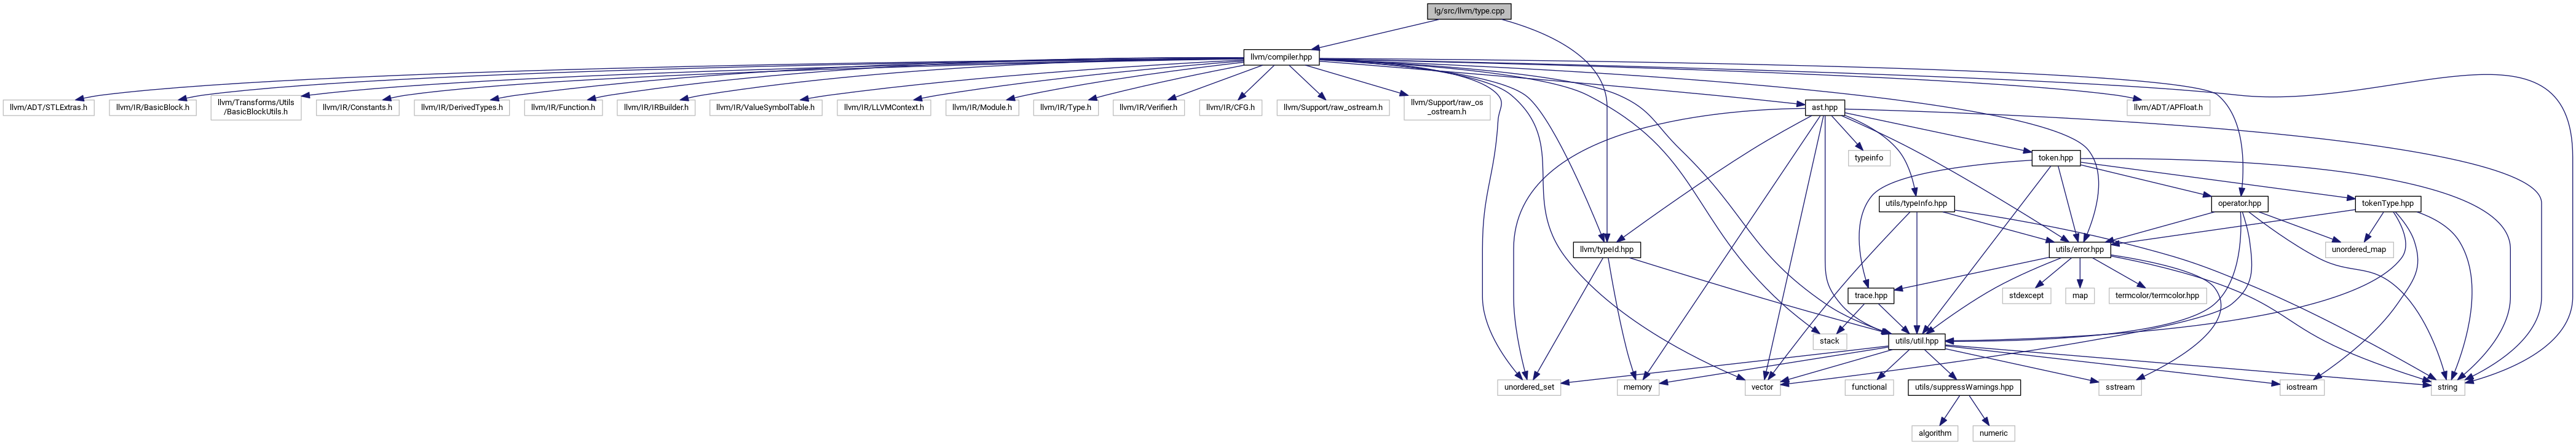 lg/src/llvm/type.cpp
llvm/compiler.hpp
llvm/ADT/STLExtras.h
llvm/IR/BasicBlock.h
llvm/Transforms/Utils
/BasicBlockUtils.h
llvm/IR/Constants.h
llvm/IR/DerivedTypes.h
llvm/IR/Function.h
llvm/IR/IRBuilder.h
llvm/IR/ValueSymbolTable.h
llvm/IR/LLVMContext.h
llvm/IR/Module.h
llvm/IR/Type.h
llvm/IR/Verifier.h
llvm/IR/CFG.h
llvm/Support/raw_ostream.h
llvm/Support/raw_os
_ostream.h
ast.hpp
llvm/ADT/APFloat.h
typeinfo
token.hpp
utils/typeInfo.hpp
operator.hpp
tokenType.hpp
llvm/typeId.hpp
utils/error.hpp
unordered_map
trace.hpp
stdexcept
map
termcolor/termcolor.hpp
stack
utils/util.hpp
unordered_set
memory
vector
functional
utils/suppressWarnings.hpp
sstream
iostream
string
algorithm
numeric